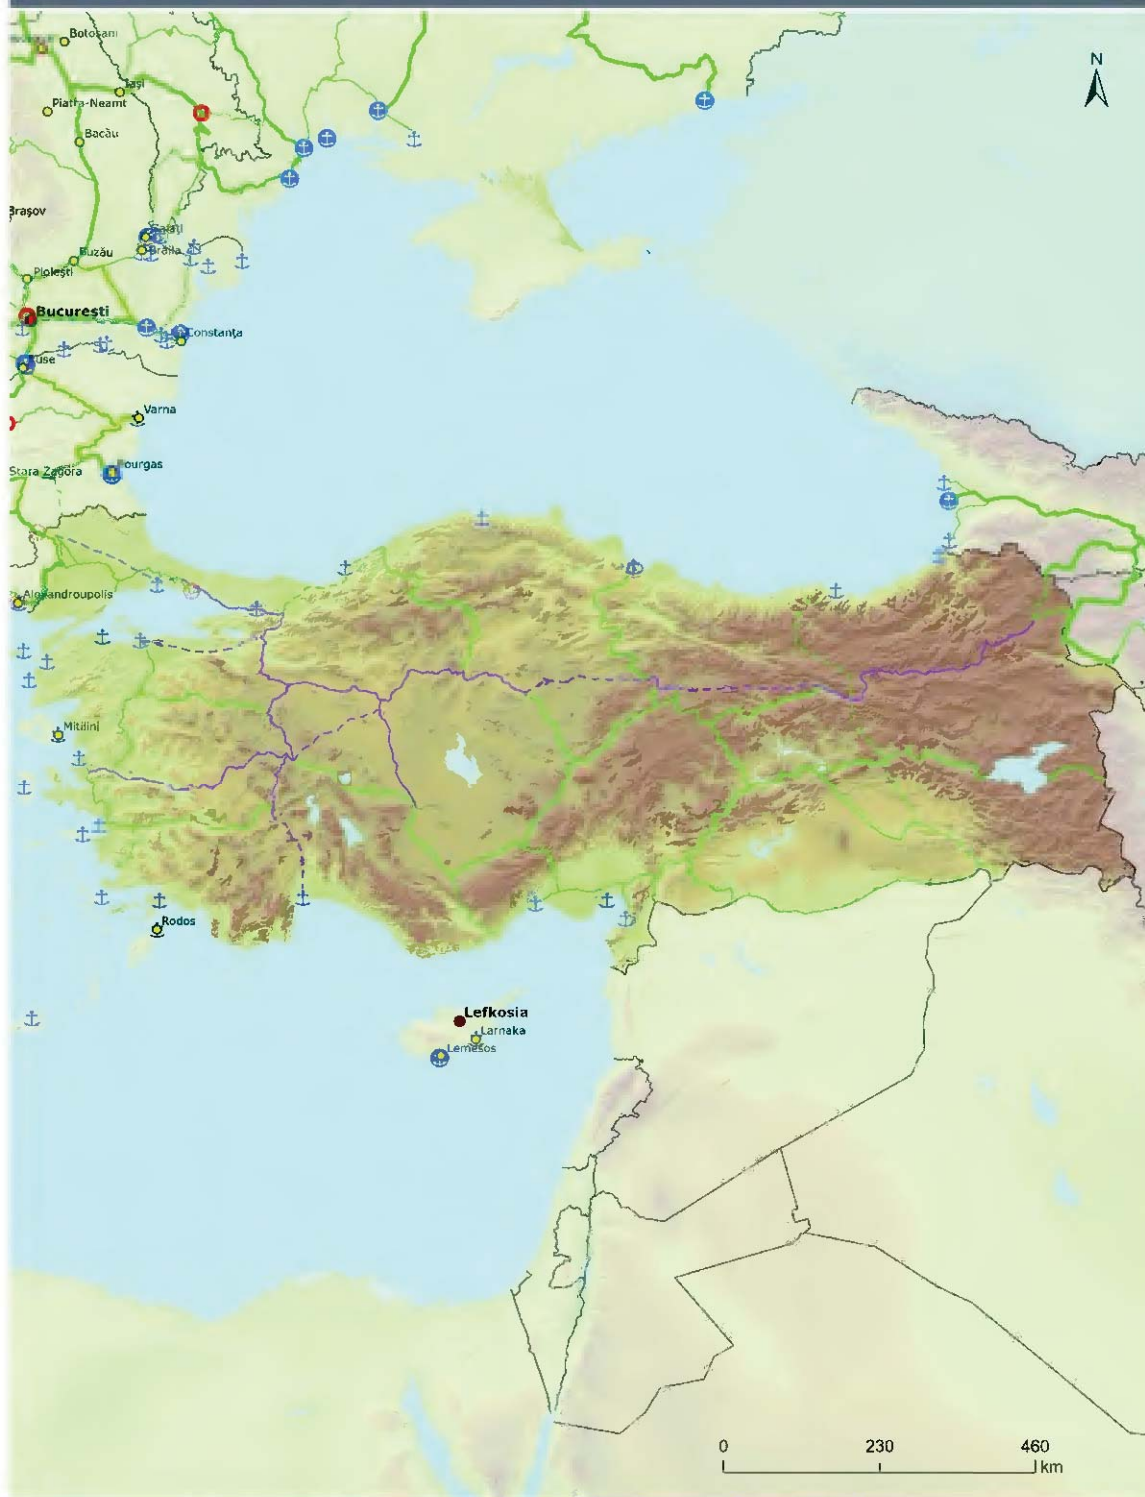 N
Botoșani
Iași
Piatra-Neamț
Bacău
Brașov
Galați
Brăila
Buzău
Ploiești
București
Constanța
Ruse
Varna
Bourgas
Stara Zagora
Alexandroupolis
Mitilini
Rodos
Lefkosia
Larnaka
Lemesos
0 230 460
km